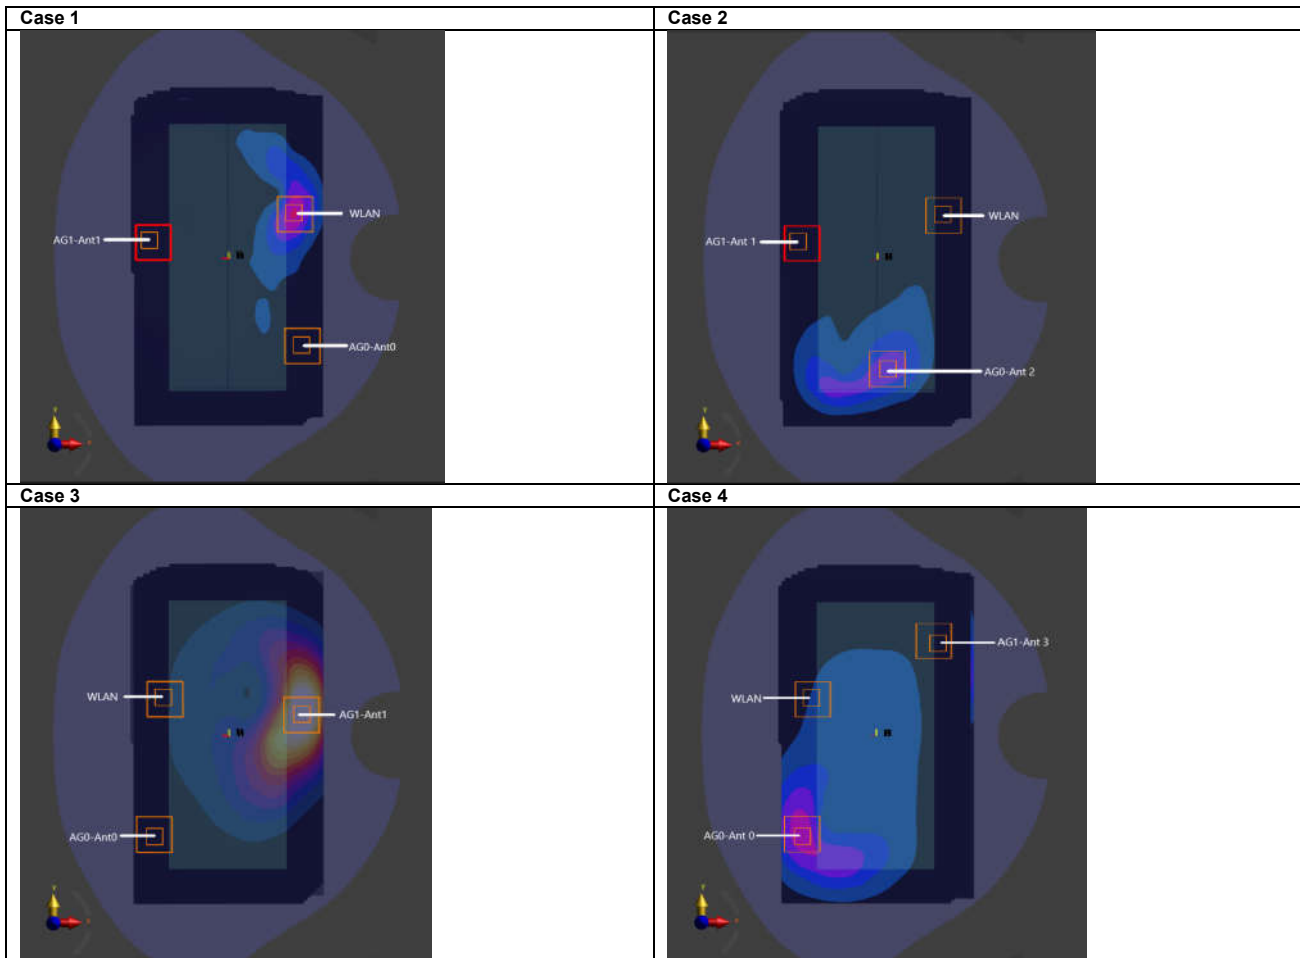 Case 1
Case 2
WLAN
AG1-Ant1
AG0-Ant0
WLAN
AG1-Ant 1
AG0-Ant 2
Case 3
Case 4
WLAN
AG1-Ant1
AG0-Ant0
AG1-Ant 3
WLAN
AG0-Ant 0